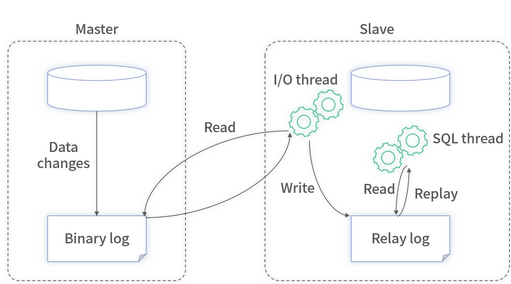 Master
Slave
I/O thread
Read
SQL thread
Data
changes
Write
Read
Replay
Binary log
Relay log